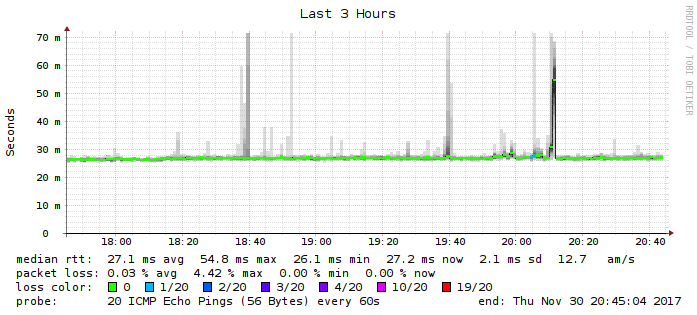 Last 3 Hours
RRDTOOL / TOBI OETIKER
Seconds
70 m
60 m
50 m
40 m
30 m
20 m
10 m
0
18:00 18:20 18:40 19:00 19:20 19:40 20:00 20:20 20:40
median rtt: 27.1 ms avg 54.8 ms max 26.1 ms min 27.2 ms now 2.1 ms sd 12.7 am/s
packet loss: 0.03 % avg 4.42 % max 0.00 % min 0.00 % now
loss color: 0 1/20 2/20 3/20 4/20 10/20 19/20
probe: 20 ICMP Echo Pings (56 Bytes) every 60s end: Thu Nov 30 20:45:04 2017